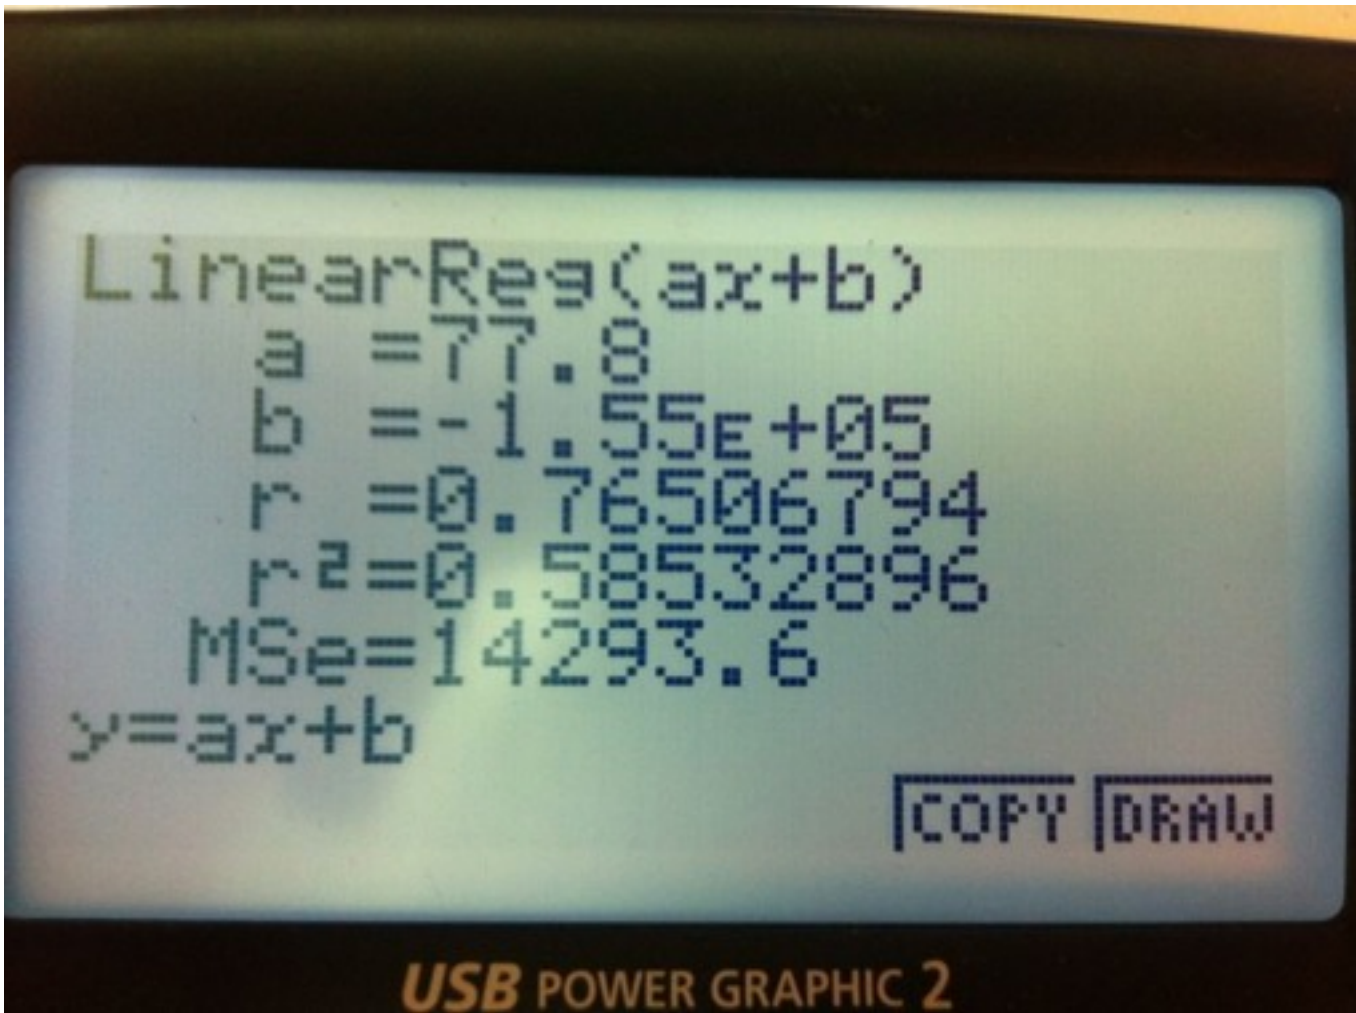 LinearReg(ax+b)
a =77.8
b =-1.55E+05
r =0.76506794
r²=0.58532896
MSe=14293.6
y=ax+b
COPY DRAW
USB POWER GRAPHIC 2